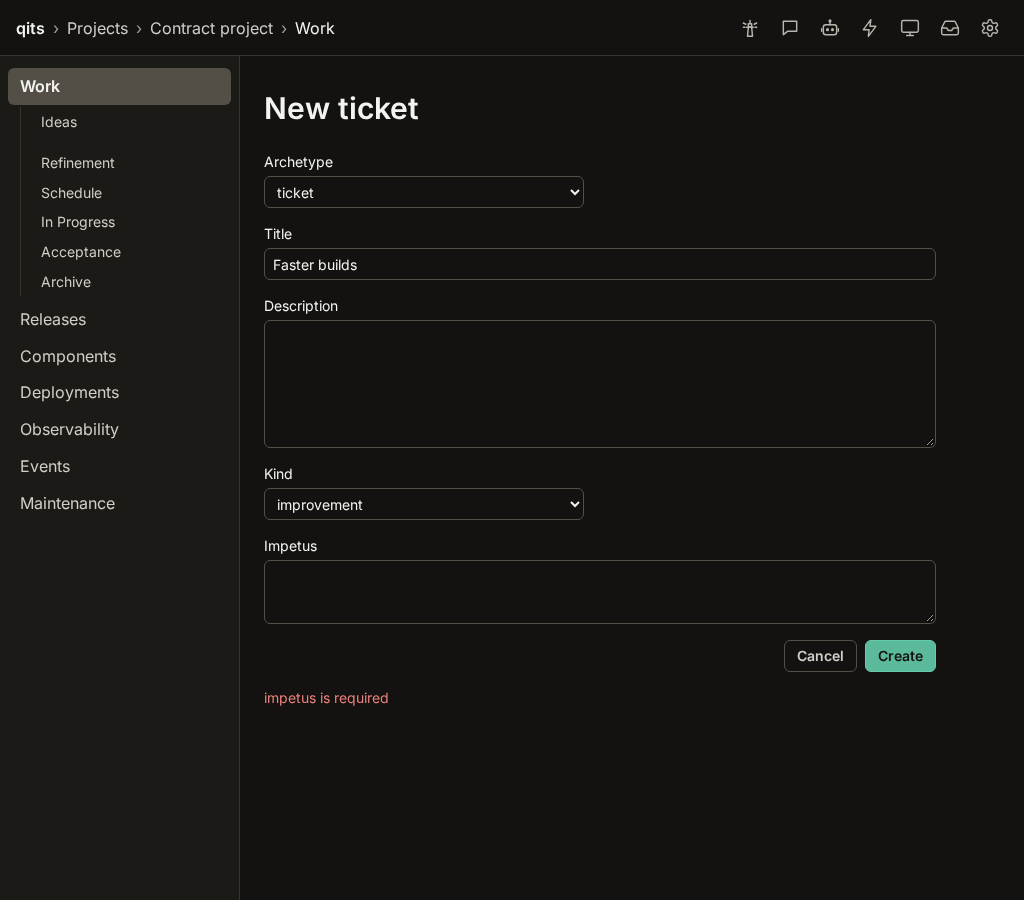 qits › Projects › Contract project › Work
Work
Ideas
Refinement
Schedule
In Progress
Acceptance
Archive
Releases
Components
Deployments
Observability
Events
Maintenance
New ticket
Archetype
ticket
Title
Faster builds
Description
Kind
improvement
Impetus
Cancel Create
impetus is required